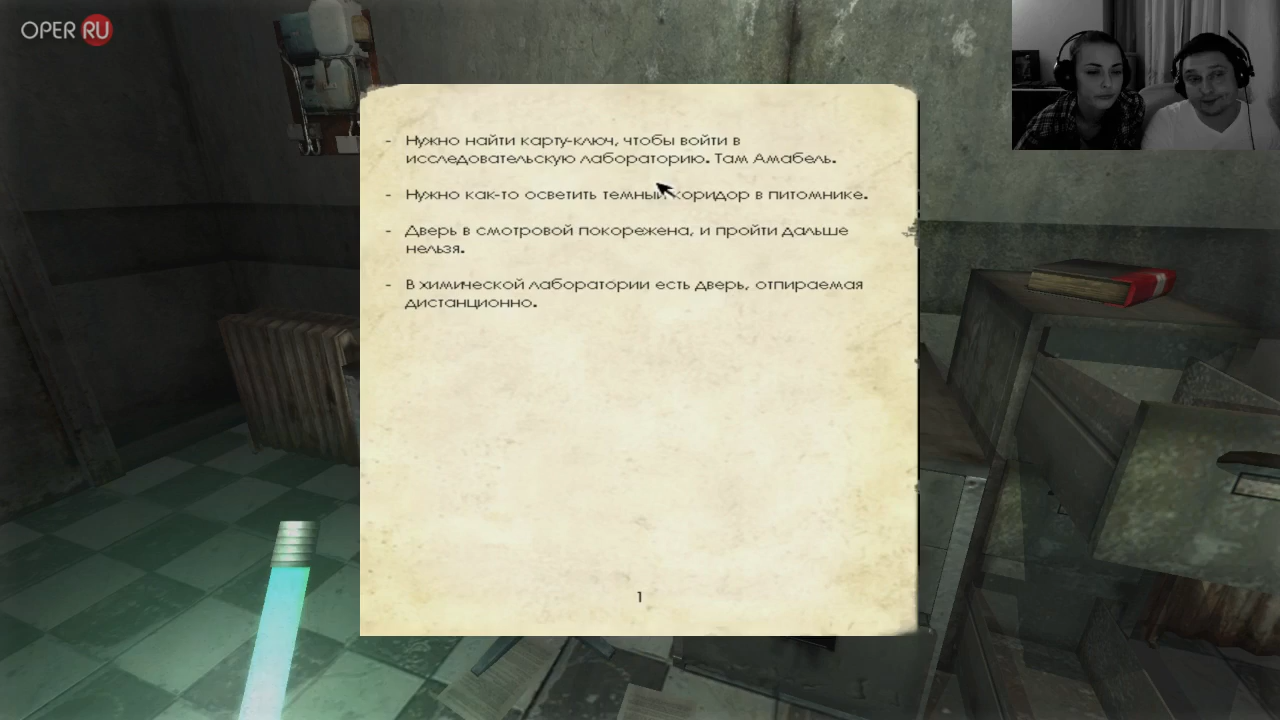 OPER RU
- Нужно найти карту-ключ, чтобы войти в
исследовательскую лабораторию. Там Амабель.
- Нужно как-то осветить темный коридор в питомнике.
- Дверь в смотровой покорежена, и пройти дальше
нельзя.
- В химической лаборатории есть дверь, отпираемая
дистанционно.
1